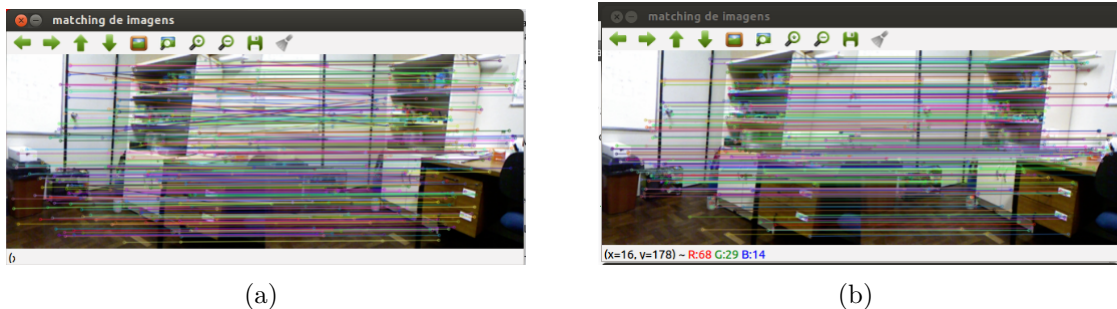 matching de imagens
matching de imagens
(x=16, y=178) ~ R:68 G:29 B:14
(a)
(b)